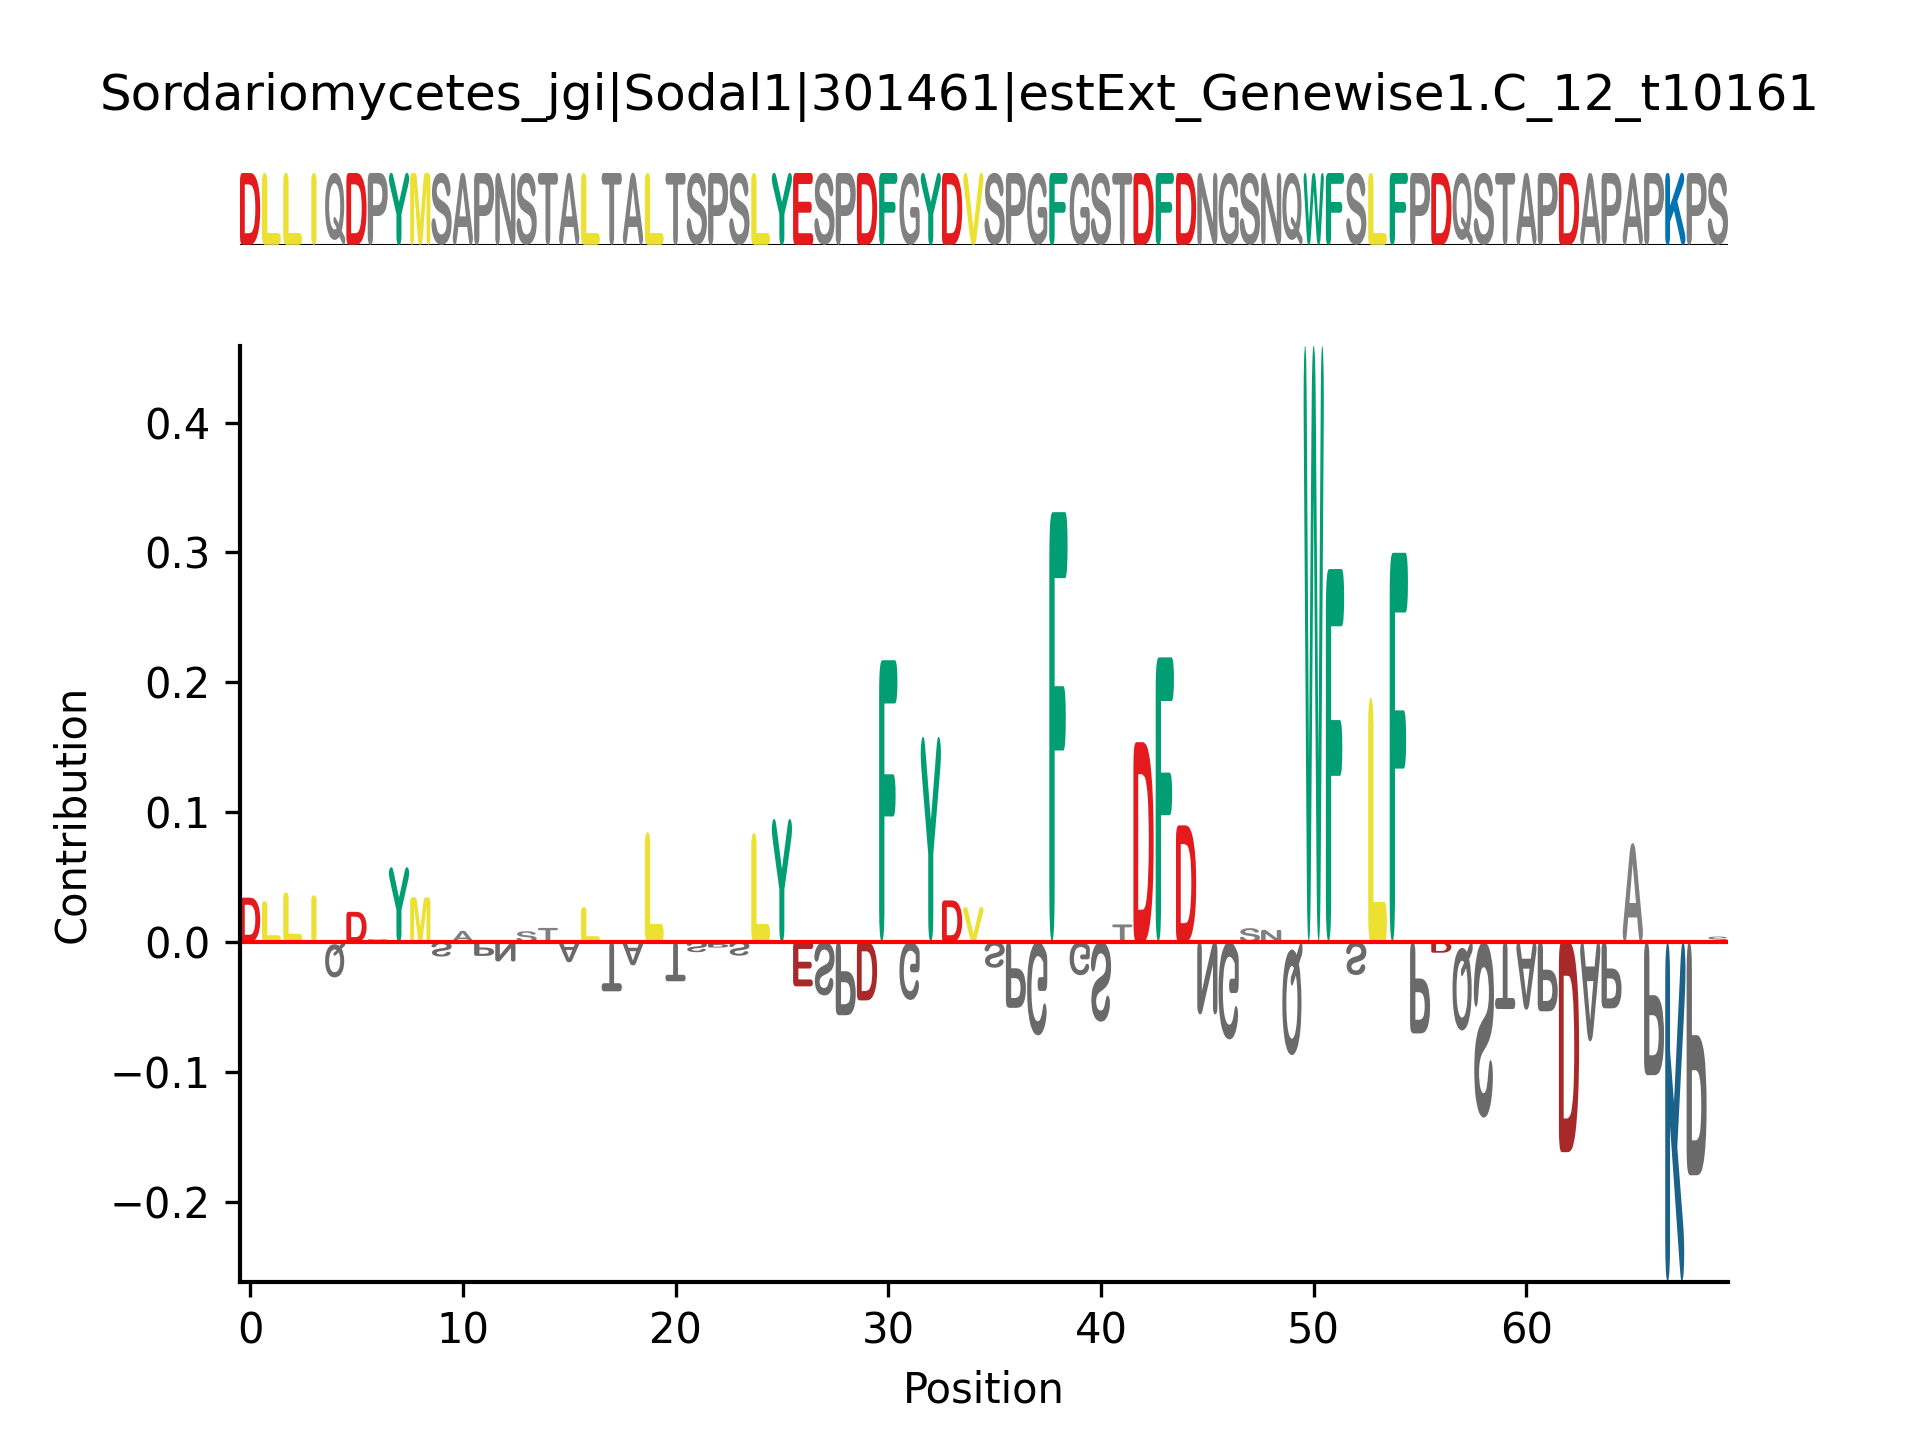 Sordariomycetes_jgi|Sodal1|301461|estExt_Genewise1.C_12_t10161
DLLIQDPYMSAPNSTALTALTSPSLYESPDFGYDVSPGFGSTDFDNGSNQWFSLFPDQSTAPDAPAPKPS
Contribution
0.4
0.3
0.2
0.1
0.0
−0.1
−0.2
DLLIQDPYMSAPNSTALTALTSPSLYESPDFGYDVSPGFGSTDFDNGSNQWFSLFPDQSTAPDAPAPKPS
0 10 20 30 40 50 60
Position